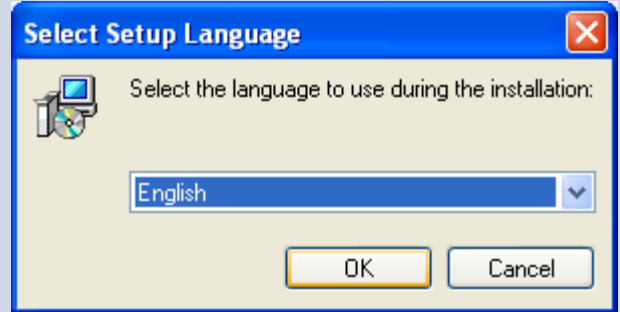 Select Setup Language
Select the language to use during the installation:
English
OK
Cancel